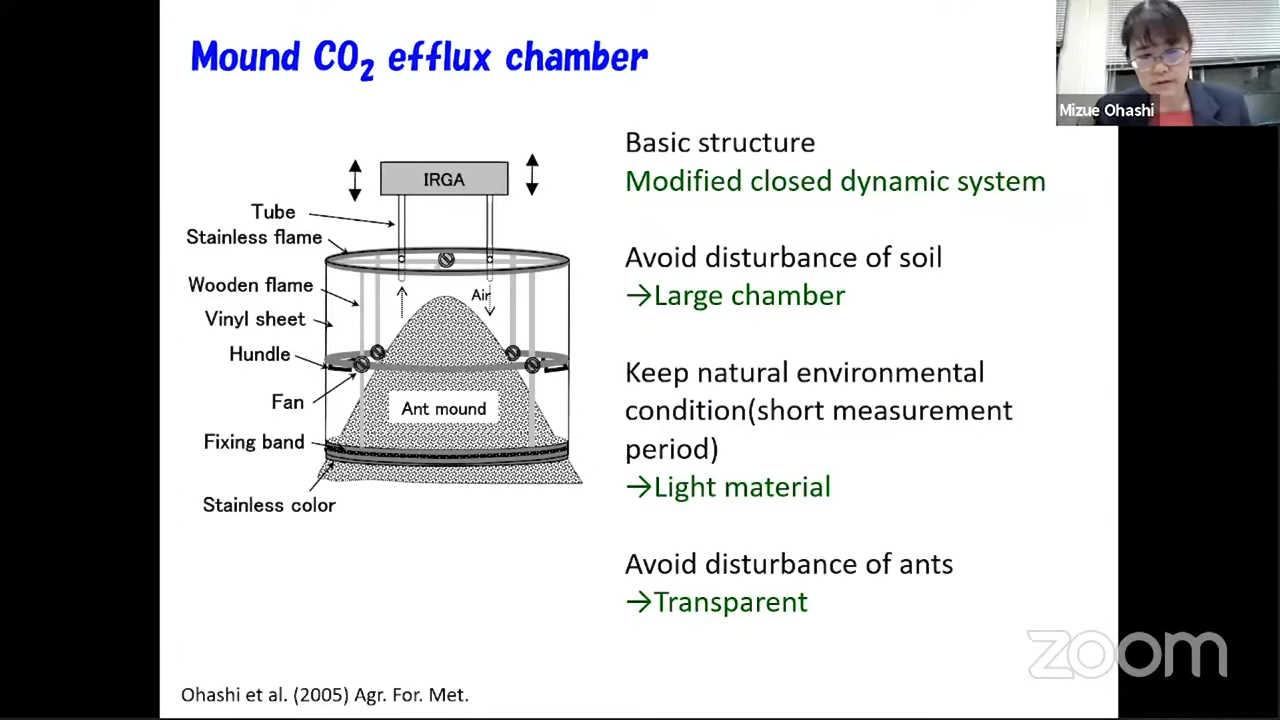 Mound CO₂ efflux chamber
Mizue Ohashi
IRGA
Tube
Stainless flame
Wooden flame
Air
Vinyl sheet
Hundle
Fan
Ant mound
Fixing band
Stainless color
Basic structure
Modified closed dynamic system
Avoid disturbance of soil
→Large chamber
Keep natural environmental
condition(short measurement
period)
→Light material
Avoid disturbance of ants
→Transparent
zoom
Ohashi et al. (2005) Agr. For. Met.